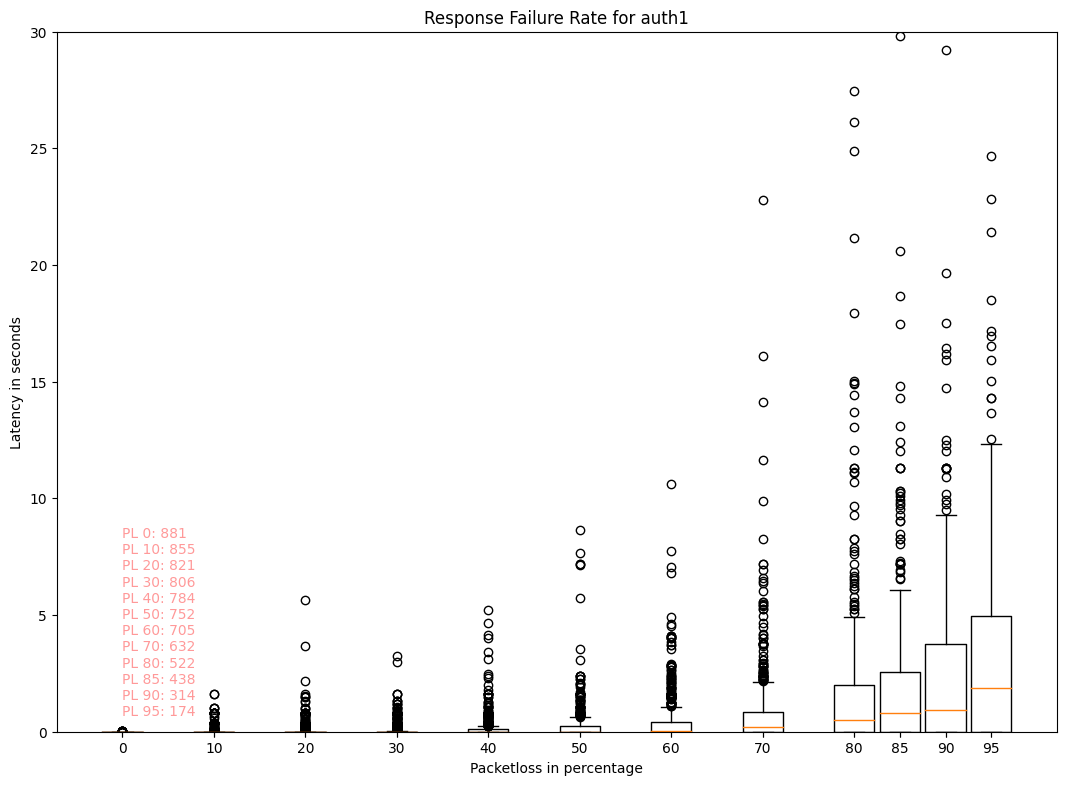 Response Failure Rate for auth1
30
25
20
15
10
5
0
Latency in seconds
PL 0: 881
PL 10: 855
PL 20: 821
PL 30: 806
PL 40: 784
PL 50: 752
PL 60: 705
PL 70: 632
PL 80: 522
PL 85: 438
PL 90: 314
PL 95: 174
0 10 20 30 40 50 60 70 80 85 90 95
Packetloss in percentage